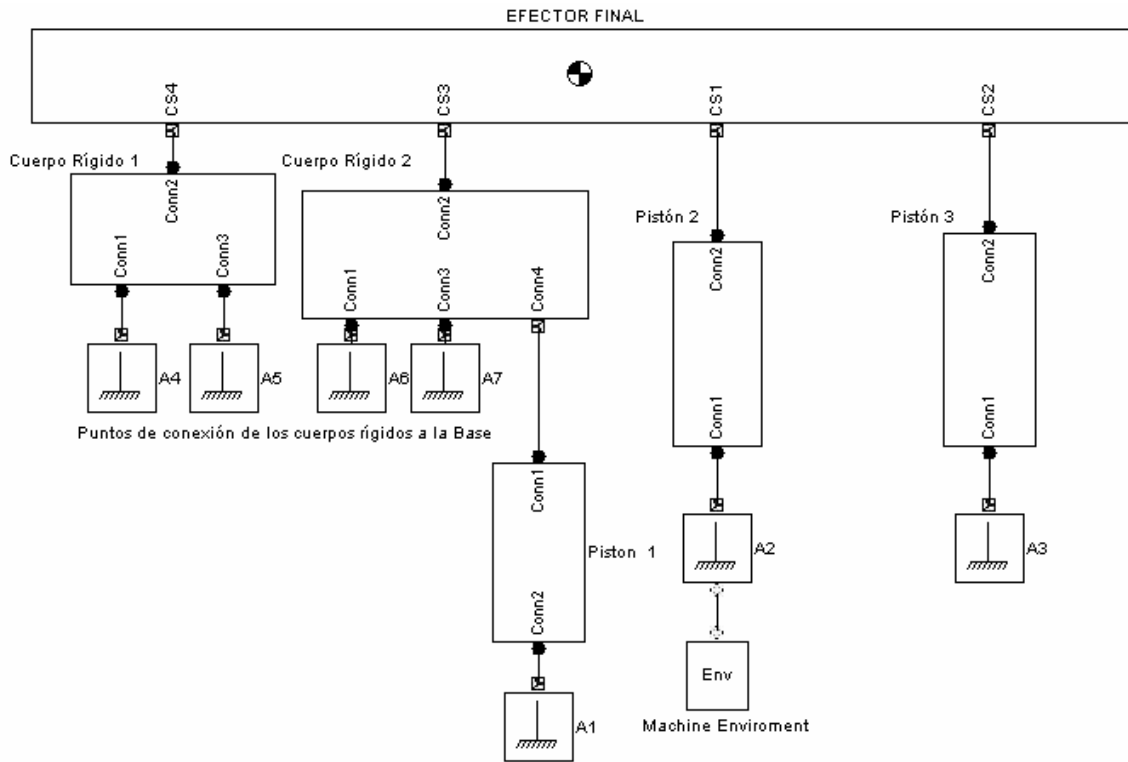 EFECTOR FINAL
CS4
CS3
CS1
CS2
Cuerpo Rígido 1
Conn2
Conn1
Conn3
Cuerpo Rígido 2
Conn2
Conn1
Conn3
Conn4
Pistón 2
Conn2
Conn1
Pistón 3
Conn2
Conn1
A4
A5
A6
A7
Puntos de conexión de los cuerpos rígidos a la Base
Conn1
Conn2
Piston 1
A2
A3
Env
Machine Enviroment
A1